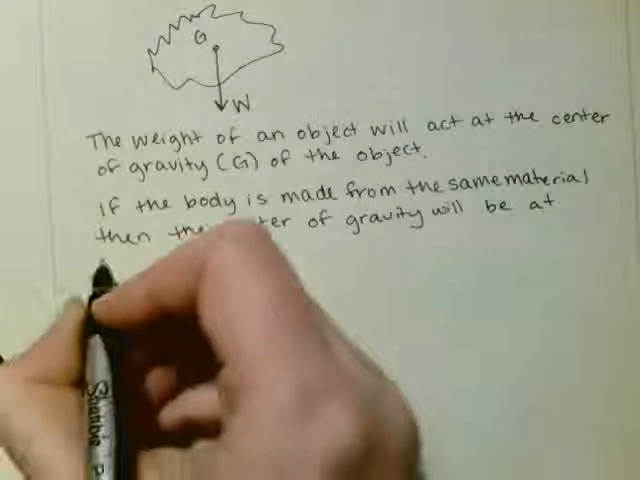 G
W
The weight of an object will act at the center
of gravity (G) of the object.
If the body is made from the same material
then of gravity will be at
Sharpie